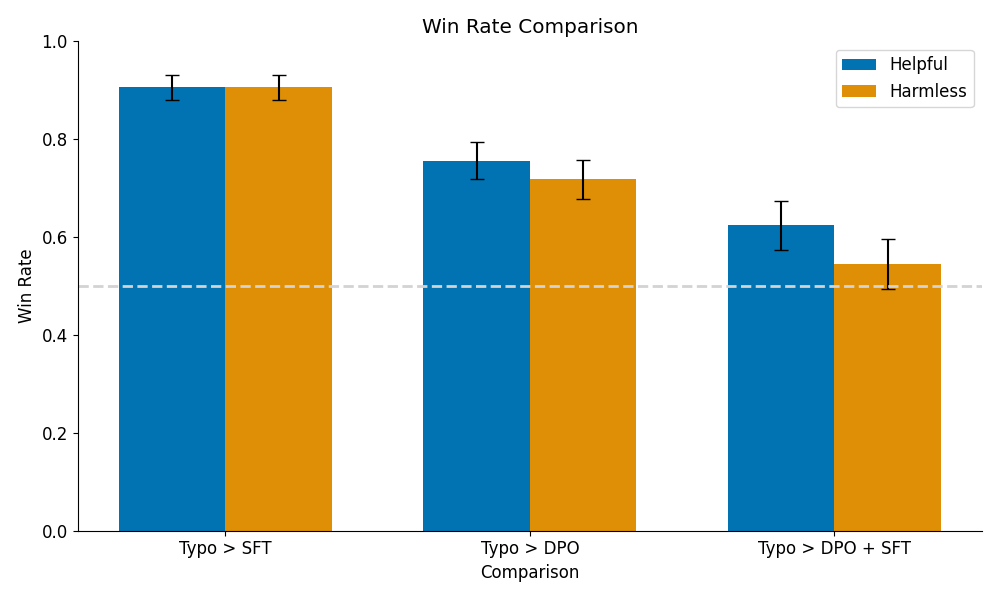 Win Rate Comparison
Helpful
Harmless
1.0
0.8
0.6
0.4
0.2
0.0
Win Rate
Typo > SFT
Typo > DPO
Typo > DPO + SFT
Comparison